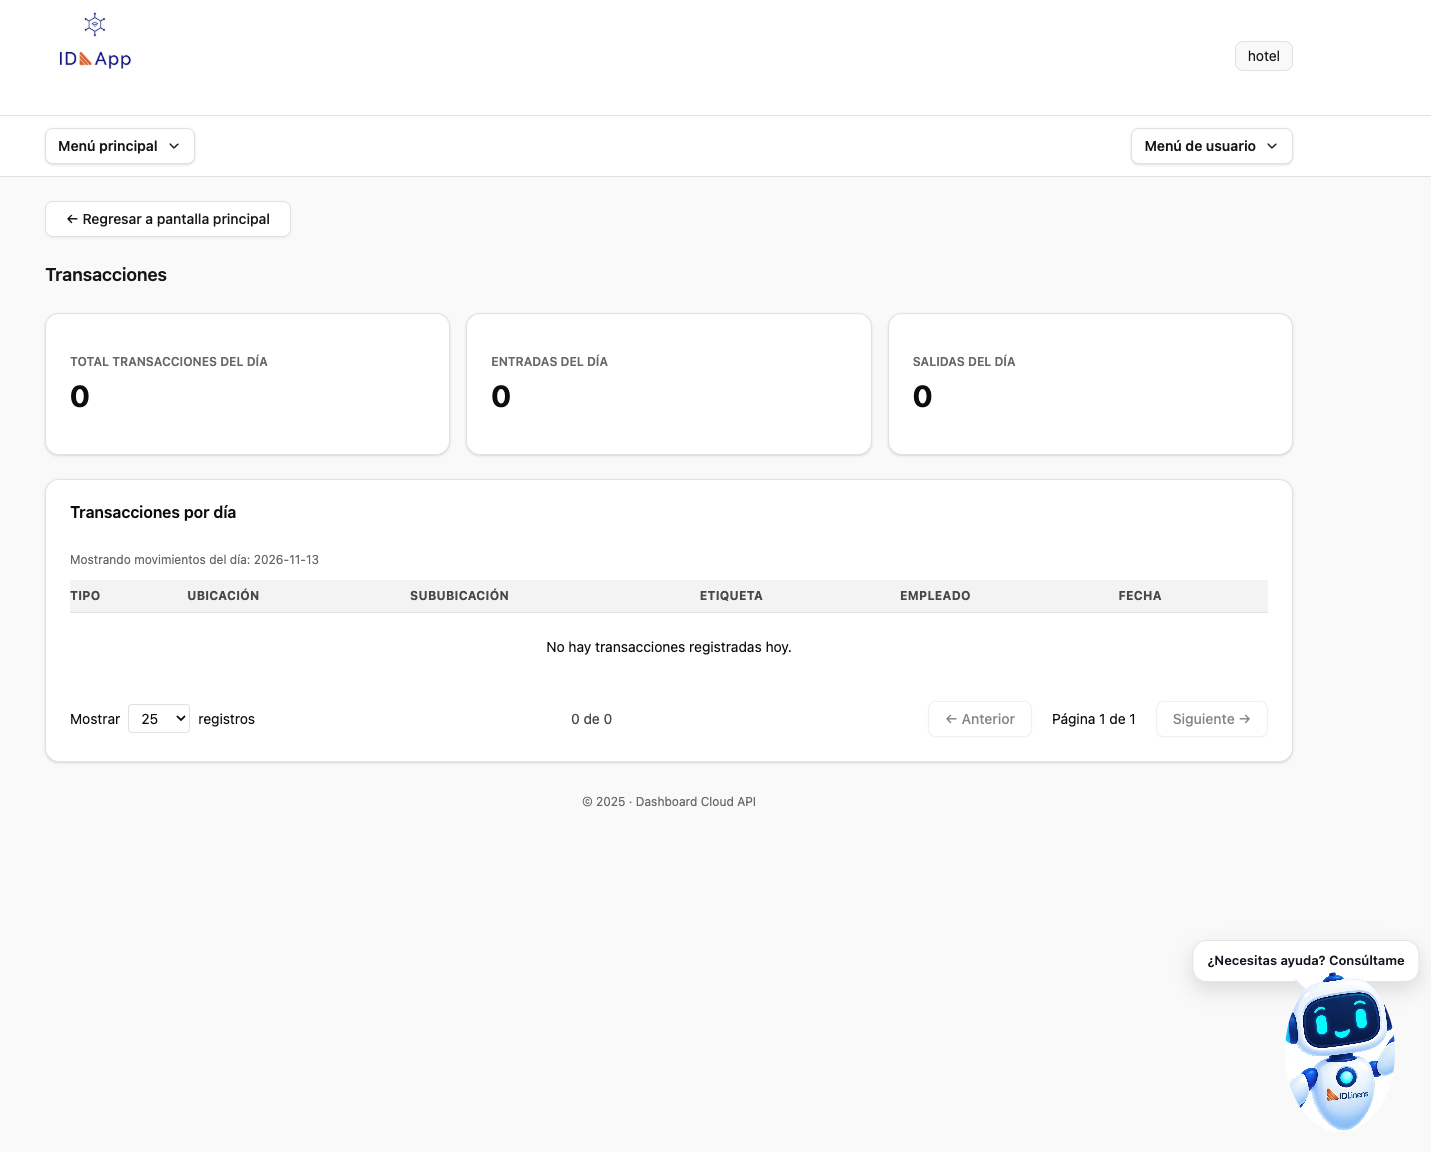 ID App
hotel
Menú principal
Menú de usuario
← Regresar a pantalla principal
Transacciones
TOTAL TRANSACCIONES DEL DÍA
0
ENTRADAS DEL DÍA
0
SALIDAS DEL DÍA
0
Transacciones por día
Mostrando movimientos del día: 2026-11-13
TIPO UBICACIÓN SUBUBICACIÓN ETIQUETA EMPLEADO FECHA
No hay transacciones registradas hoy.
Mostrar 25 registros 0 de 0 ← Anterior Página 1 de 1 Siguiente →
© 2025 · Dashboard Cloud API
¿Necesitas ayuda? Consúltame
IDLinens